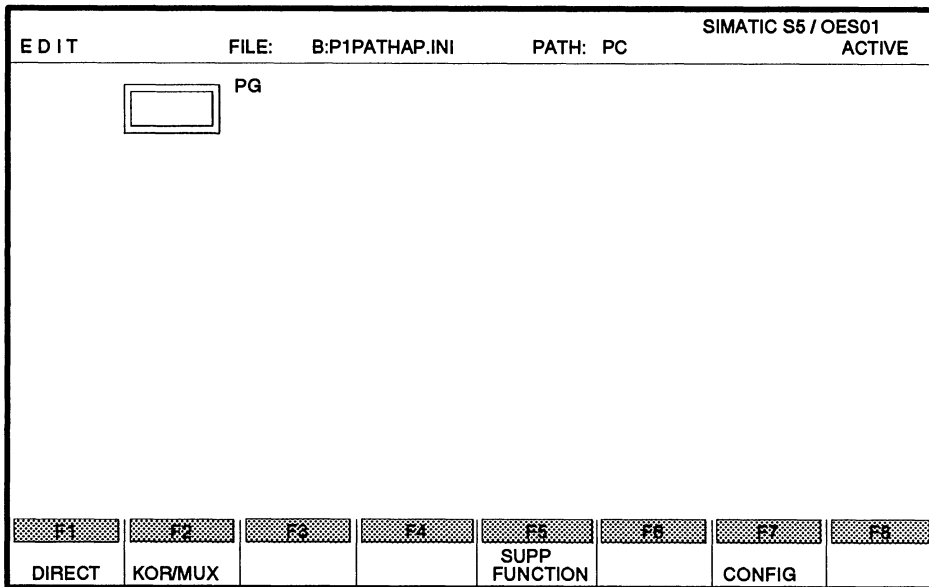 SIMATIC S5 / OES01
EDIT FILE: B:P1PATHAP.INI PATH: PC ACTIVE
PG
F1 F2 F3 F4 F5 F6 F7 F8
DIRECT KOR/MUX SUPP FUNCTION CONFIG